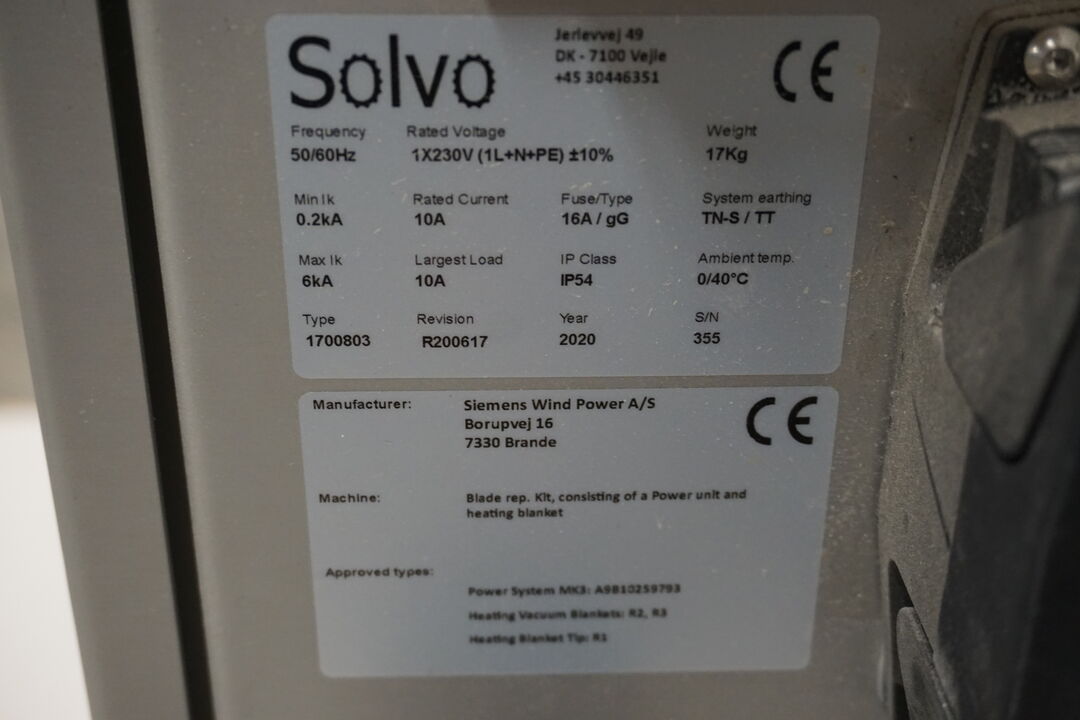 Solvo
Jerlevvej 49
DK - 7100 Vejle
+45 30446351
CE
Frequency Rated Voltage Weight
50/60Hz 1X230V (1L+N+PE) ±10% 17Kg
Min Ik Rated Current Fuse/Type System earthing
0.2kA 10A 16A / gG TN-S / TT
Max Ik Largest Load IP Class Ambient temp.
6kA 10A IP54 0/40°C
Type Revision Year S/N
1700803 R200617 2020 355
Manufacturer: Siemens Wind Power A/S
Borupvej 16
7330 Brande
CE
Machine: Blade rep. Kit, consisting of a Power unit and
heating blanket
Approved types:
Power System MK3: A9B10259793
Heating Vacuum Blankets: R2, R3
Heating Blanket Tip: R1